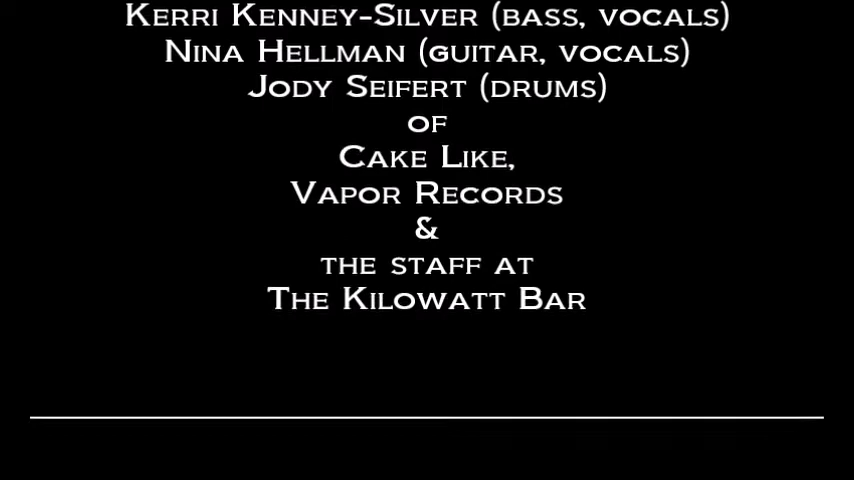 Kerri Kenney-Silver (bass, vocals)
Nina Hellman (guitar, vocals)
Jody Seifert (drums)
of
Cake Like,
Vapor Records
&
the staff at
The Kilowatt Bar